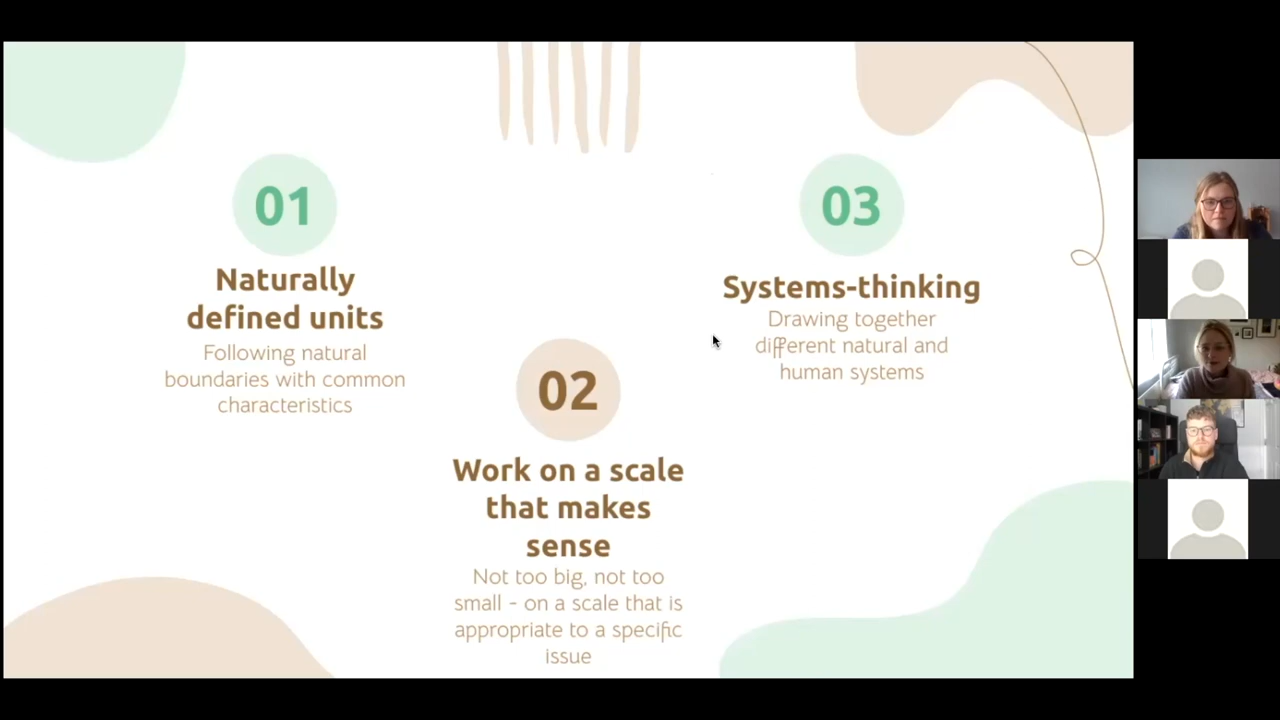 01
Naturally
defined units
Following natural
boundaries with common
characteristics
02
Work on a scale
that makes
sense
Not too big, not too
small - on a scale that is
appropriate to a specific
issue
03
Systems-thinking
Drawing together
different natural and
human systems